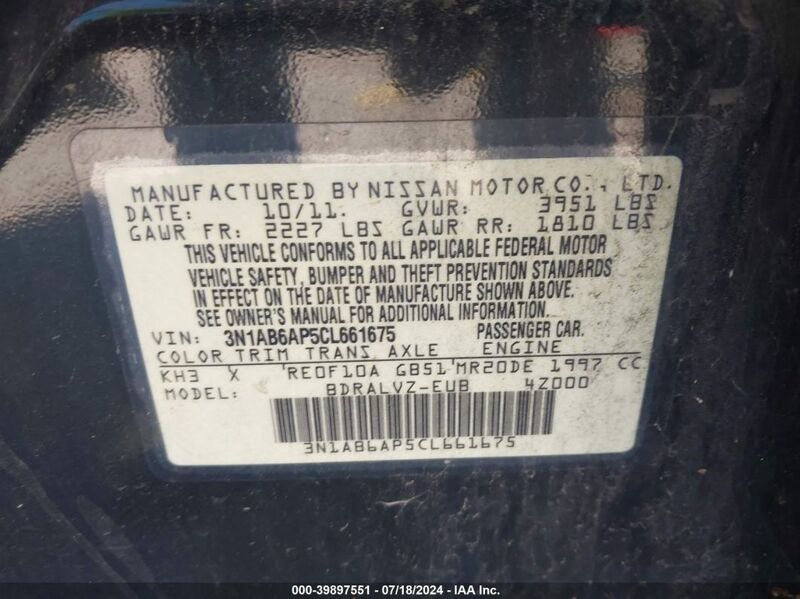 MANUFACTURED BY NISSAN MOTOR CO., LTD.
DATE: 10/11. GVWR: 3951 LBS
GAWR FR: 2227 LBS GAWR RR: 1810 LBS
THIS VEHICLE CONFORMS TO ALL APPLICABLE FEDERAL MOTOR
VEHICLE SAFETY, BUMPER AND THEFT PREVENTION STANDARDS
IN EFFECT ON THE DATE OF MANUFACTURE SHOWN ABOVE.
SEE OWNER'S MANUAL FOR ADDITIONAL INFORMATION.
VIN: 3N1AB6AP5CL661675 PASSENGER CAR.
COLOR TRIM TRANS AXLE ENGINE
KH3 X RE0F10A GB51 MR20DE 1997 CC
MODEL: BDRALVZ-EUB 4Z000
3N1AB6AP5CL661675
000-39897551 / 07/18/2024 - IAA Inc.